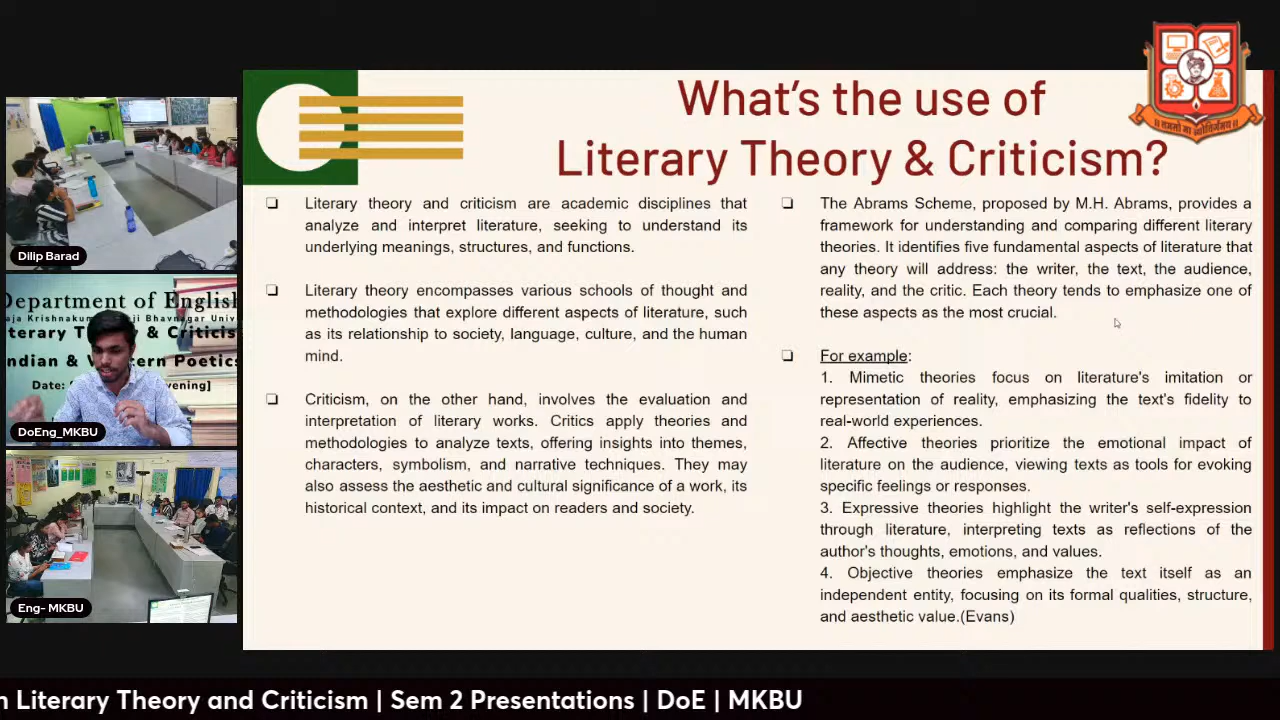 What's the use of
Literary Theory & Criticism?
❏ Literary theory and criticism are academic disciplines that
analyze and interpret literature, seeking to understand its
underlying meanings, structures, and functions.
❏ Literary theory encompasses various schools of thought and
methodologies that explore different aspects of literature, such
as its relationship to society, language, culture, and the human
mind.
❏ Criticism, on the other hand, involves the evaluation and
interpretation of literary works. Critics apply theories and
methodologies to analyze texts, offering insights into themes,
characters, symbolism, and narrative techniques. They may
also assess the aesthetic and cultural significance of a work, its
historical context, and its impact on readers and society.
❏ The Abrams Scheme, proposed by M.H. Abrams, provides a
framework for understanding and comparing different literary
theories. It identifies five fundamental aspects of literature that
any theory will address: the writer, the text, the audience,
reality, and the critic. Each theory tends to emphasize one of
these aspects as the most crucial.
❏ For example:
1. Mimetic theories focus on literature's imitation or
representation of reality, emphasizing the text's fidelity to
real-world experiences.
2. Affective theories prioritize the emotional impact of
literature on the audience, viewing texts as tools for evoking
specific feelings or responses.
3. Expressive theories highlight the writer's self-expression
through literature, interpreting texts as reflections of the
author's thoughts, emotions, and values.
4. Objective theories emphasize the text itself as an
independent entity, focusing on its formal qualities, structure,
and aesthetic value.(Evans)
Dilip Barad
Department of English
Krishnakum ji Bhavnagar Univ
terary T & Criticis
ndian & W tern Poetics
Date: vening]
DoEng_MKBU
Eng- MKBU
n Literary Theory and Criticism | Sem 2 Presentations | DoE | MKBU